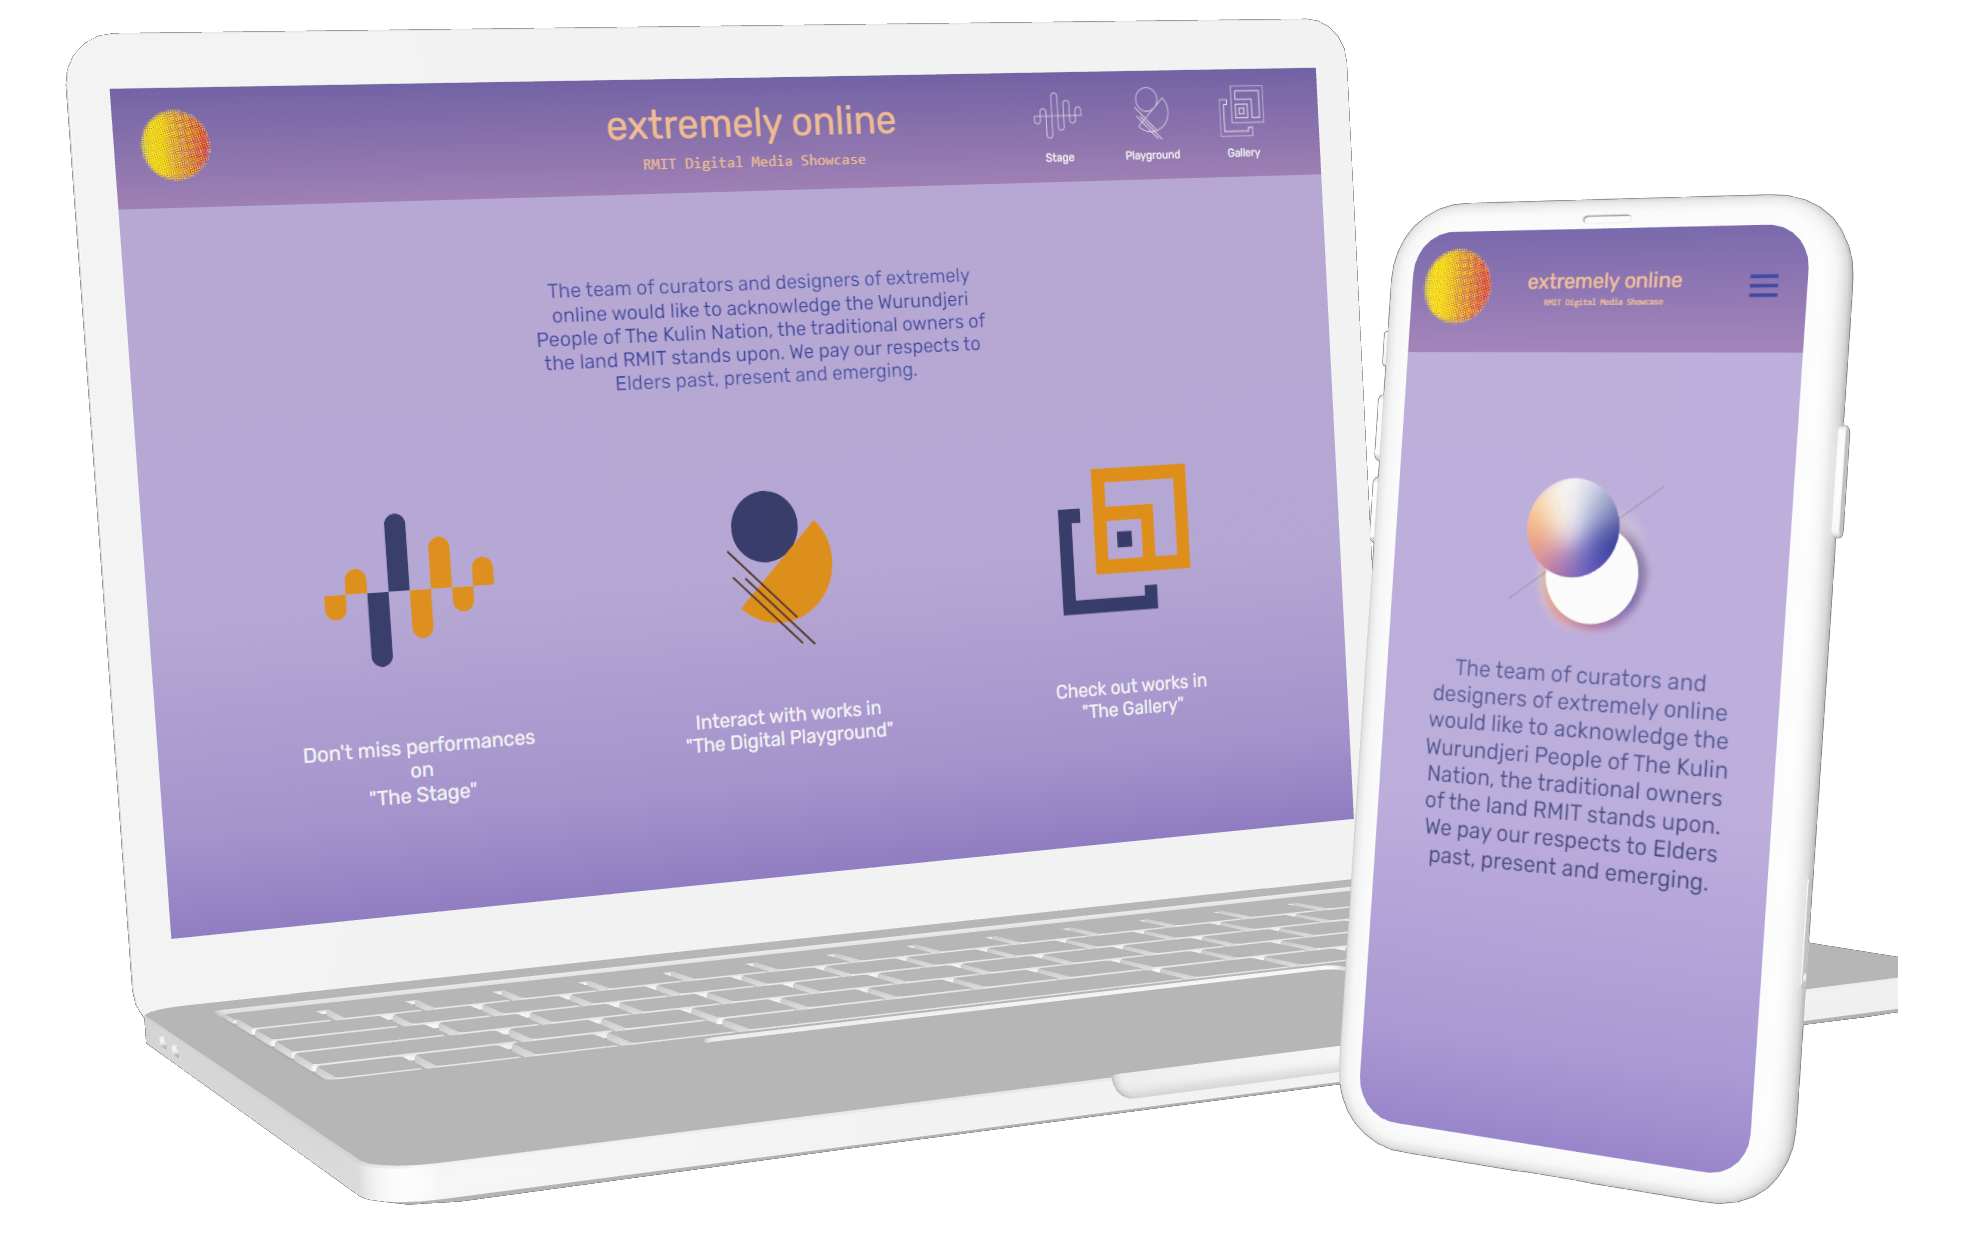 extremely online
RMIT Digital Media Showcase
Stage
Playground
Gallery
The team of curators and designers of extremely
online would like to acknowledge the Wurundjeri
People of The Kulin Nation, the traditional owners of
the land RMIT stands upon. We pay our respects to
Elders past, present and emerging.
Don't miss performances
on
"The Stage"
Interact with works in
"The Digital Playground"
Check out works in
"The Gallery"
extremely online
RMIT Digital Media Showcase
The team of curators and
designers of extremely online
would like to acknowledge the
Wurundjeri People of The Kulin
Nation, the traditional owners
of the land RMIT stands upon.
We pay our respects to Elders
past, present and emerging.